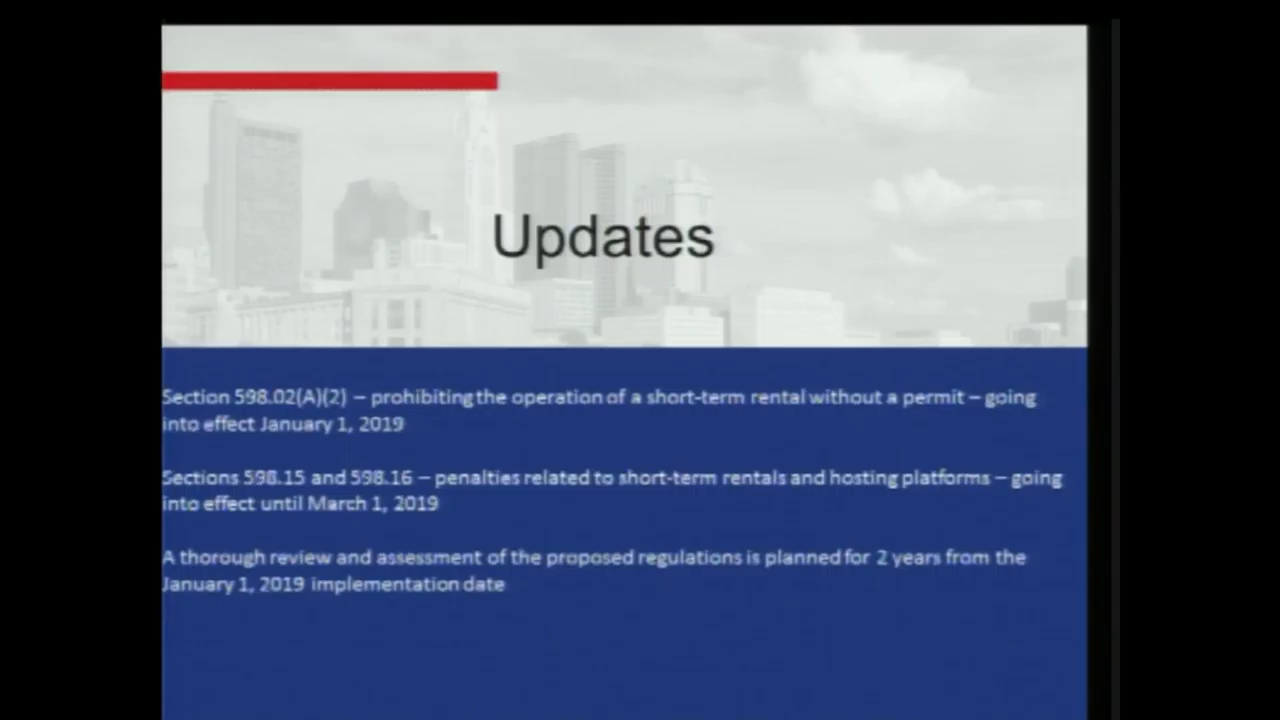 Updates
Section 598.02(A)(2) – prohibiting the operation of a short-term rental without a permit – going
into effect January 1, 2019
Sections 598.15 and 598.16 – penalties related to short-term rentals and hosting platforms – going
into effect until March 1, 2019
A thorough review and assessment of the proposed regulations is planned for 2 years from the
January 1, 2019 implementation date